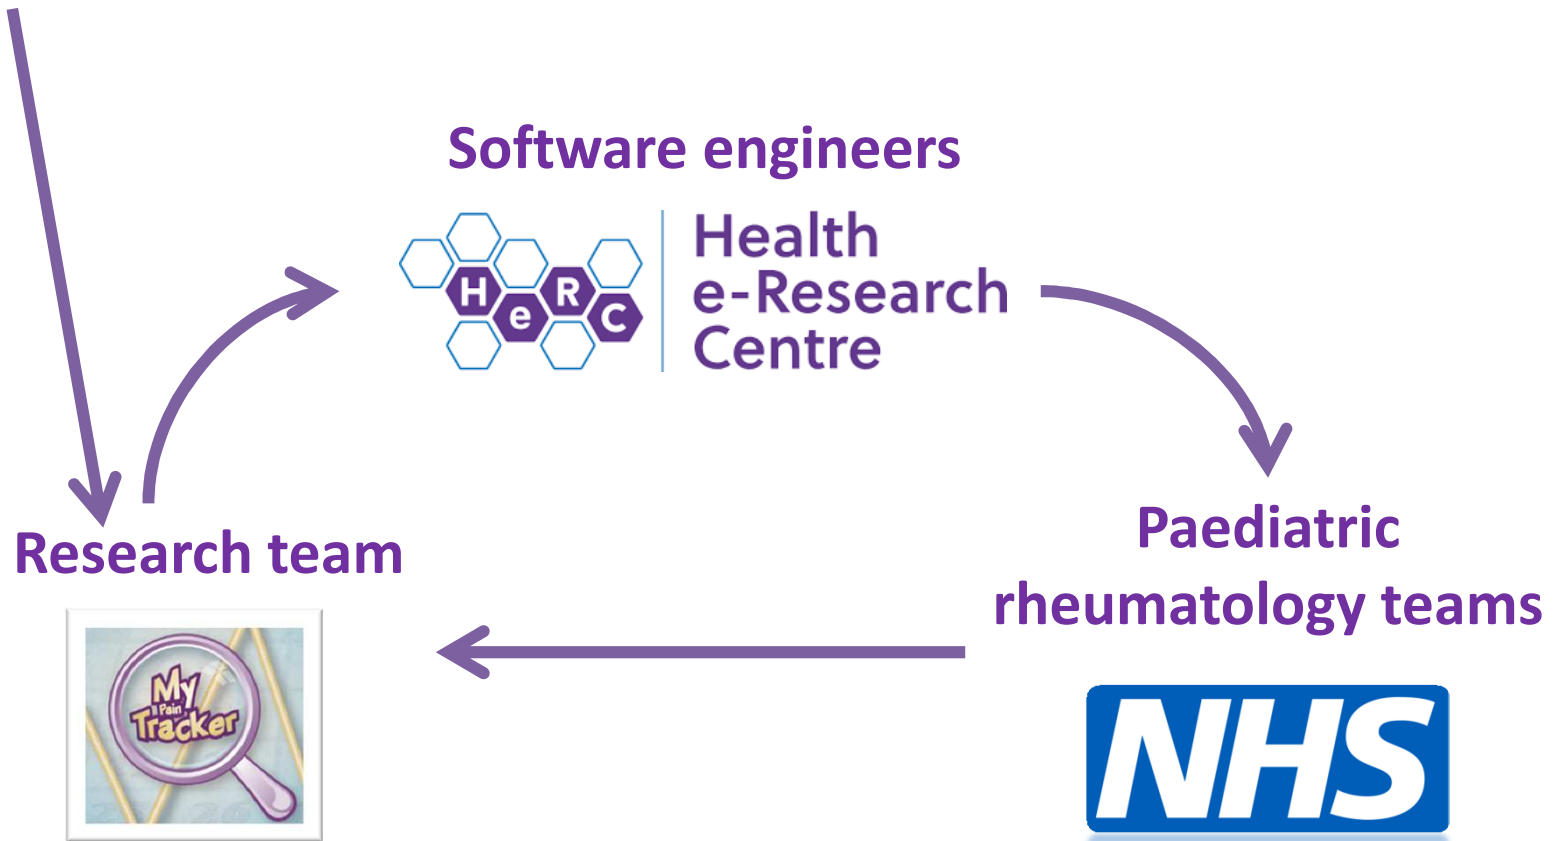 Software engineers
H e R C
Health
e-Research
Centre
Research team
My
Pain
Tracker
Paediatric
rheumatology teams
NHS